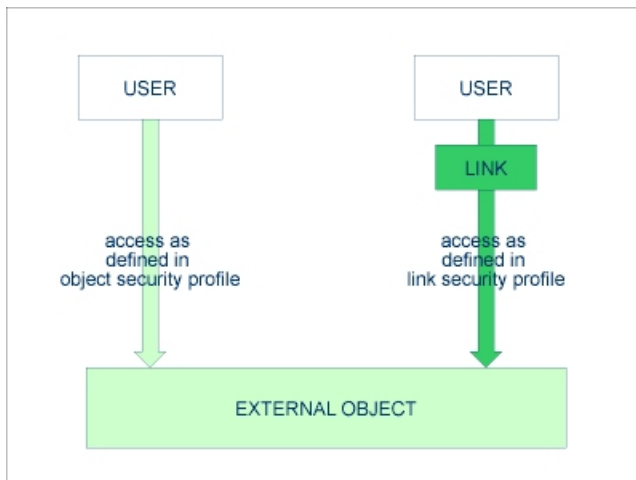 USER
USER
LINK
access as
defined in
object security profile
access as
defined in
link security profile
EXTERNAL OBJECT